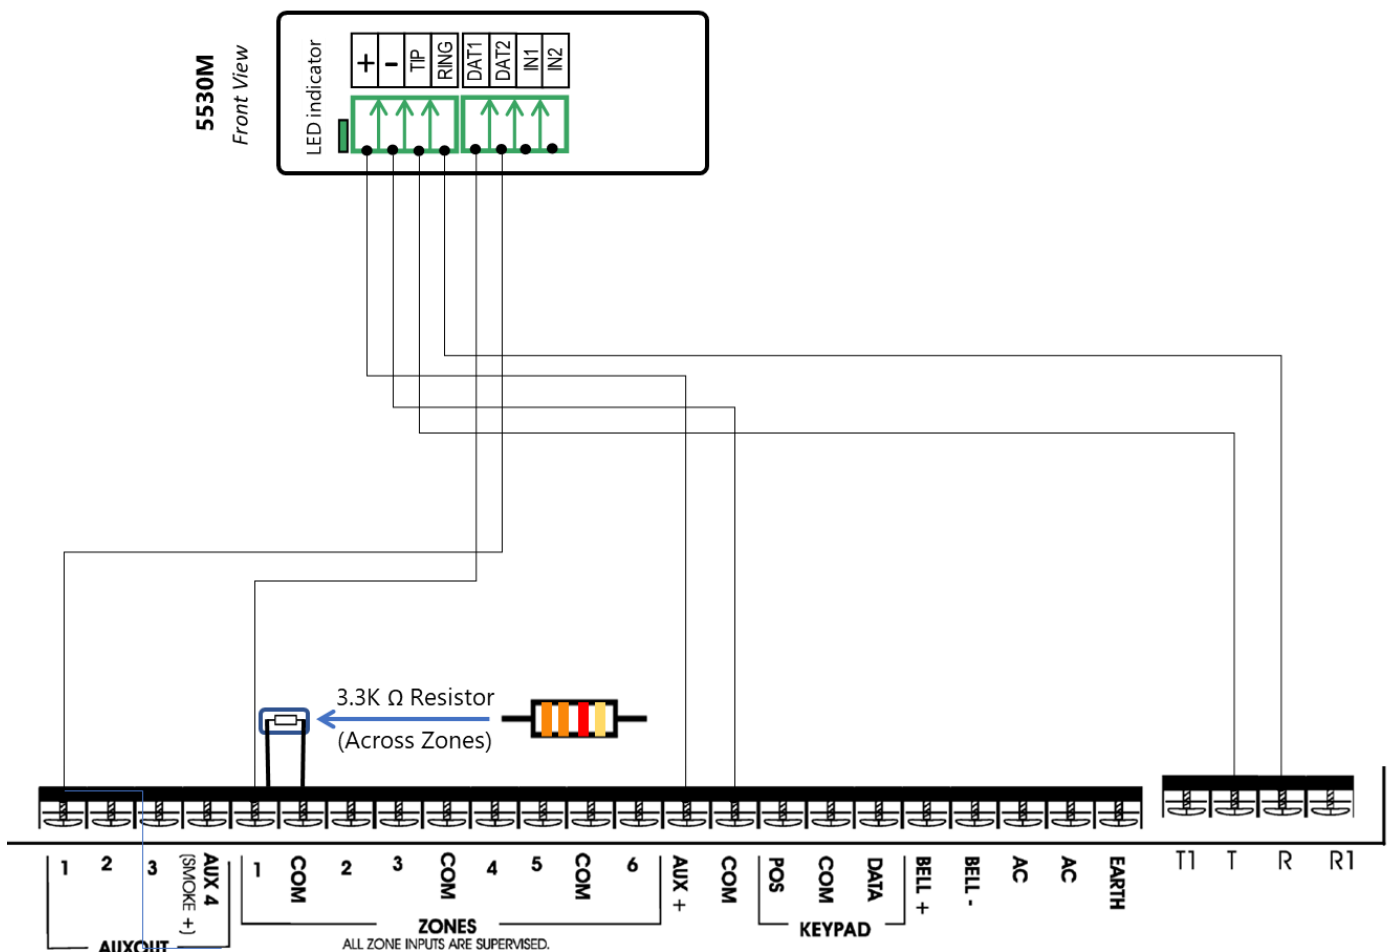 5530M
Front View
LED indicator
+
-
TIP
RING
DAT1
DAT2
IN1
IN2
3.3K Ω Resistor
(Across Zones)
1
2
3
AUX 4
(SMOKE +)
1
COM
2
3
COM
4
5
COM
6
AUX +
COM
POS
COM
DATA
BELL +
BELL -
AC
AC
EARTH
T1
T
R
R1
AUXOUT
ZONES
KEYPAD
ALL ZONE INPUTS ARE SUPERVISED.